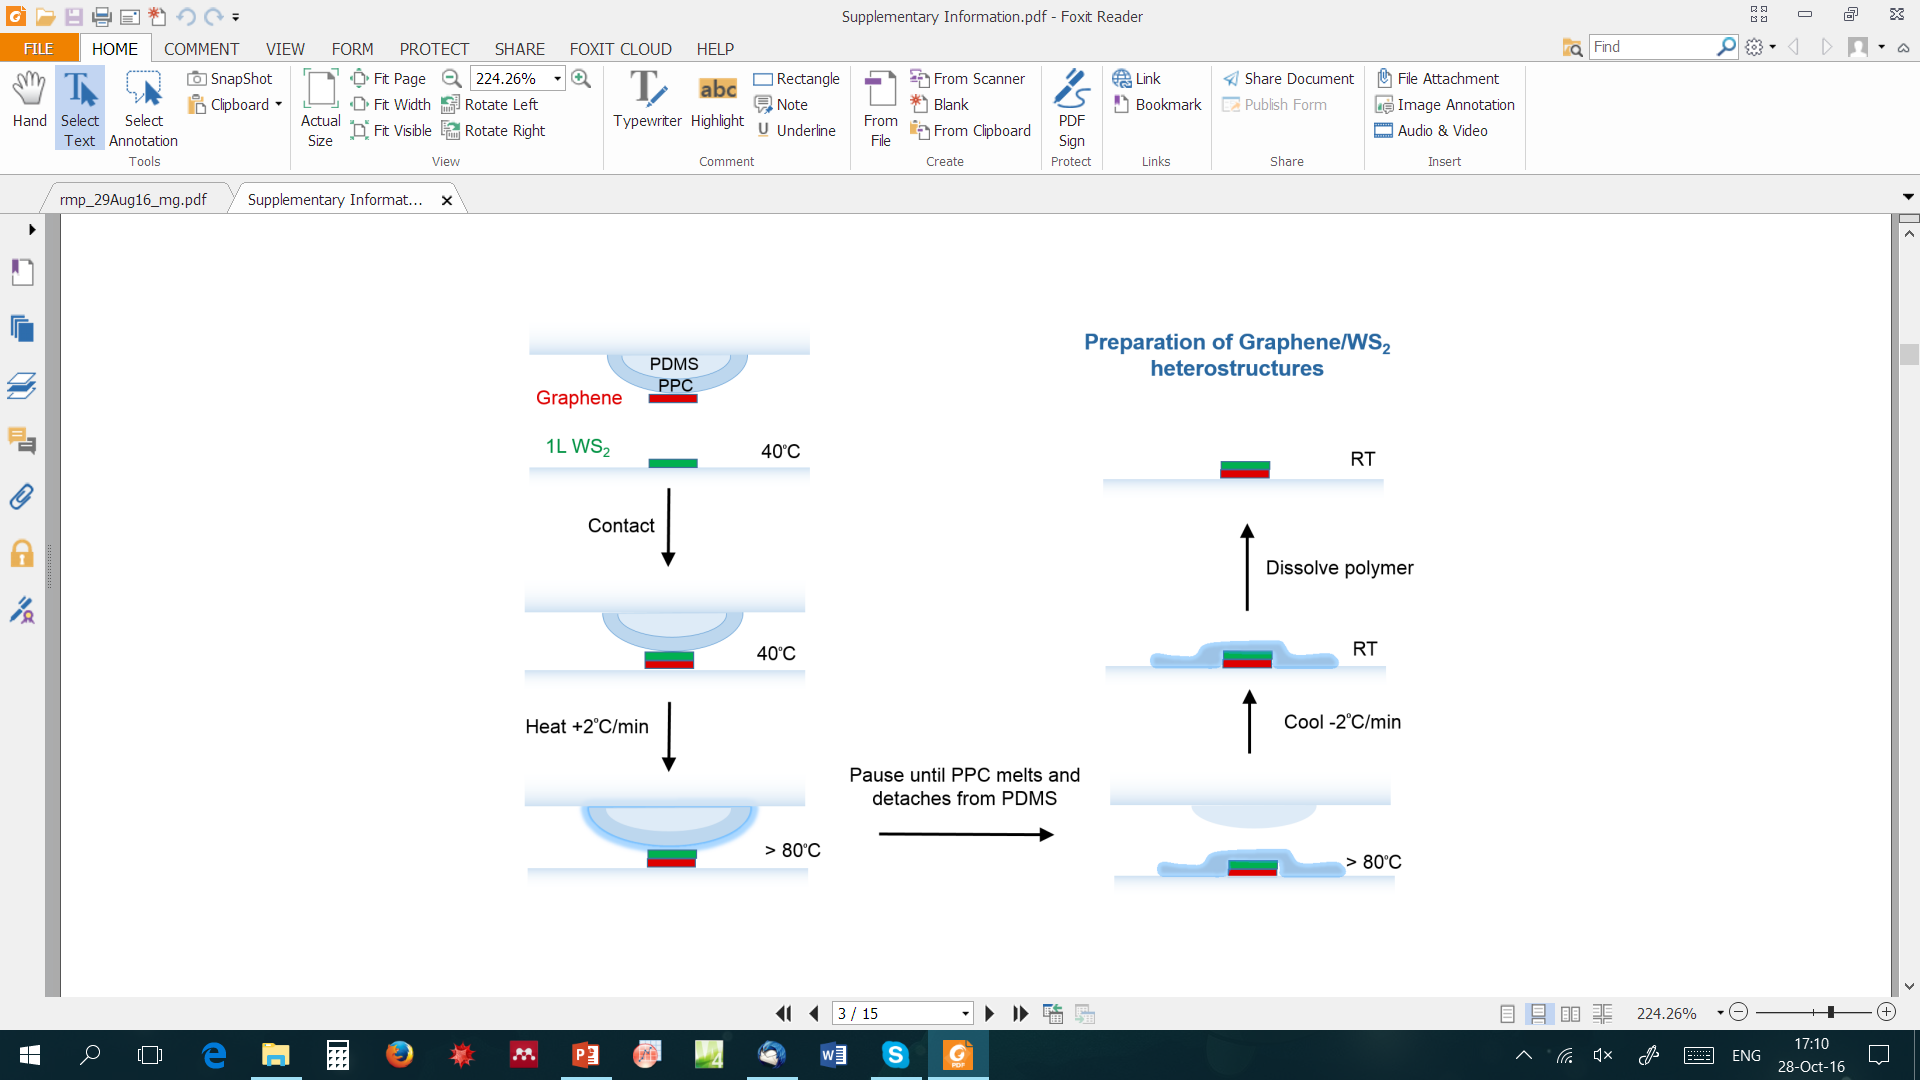 Supplementary Information.pdf - Foxit Reader
FILE HOME COMMENT VIEW FORM PROTECT SHARE FOXIT CLOUD HELP
Find
Hand
Select Text
Select Annotation
SnapShot
Clipboard
Tools
Actual Size
Fit Page
Fit Width
Fit Visible
224.26%
Rotate Left
Rotate Right
View
Typewriter
abc
Highlight
Rectangle
Note
U Underline
Comment
From File
From Scanner
Blank
From Clipboard
Create
PDF Sign
Protect
Link
Bookmark
Links
Share Document
Publish Form
Share
File Attachment
Image Annotation
Audio & Video
Insert
rmp_29Aug16_mg.pdf
Supplementary Informat...
PDMS
PPC
Graphene
1L WS₂
40°C
Contact
40°C
Heat +2°C/min
> 80°C
Pause until PPC melts and
detaches from PDMS
Preparation of Graphene/WS₂
heterostructures
RT
Dissolve polymer
RT
Cool -2°C/min
> 80°C
3 / 15
224.26%
ENG
17:10
28-Oct-16